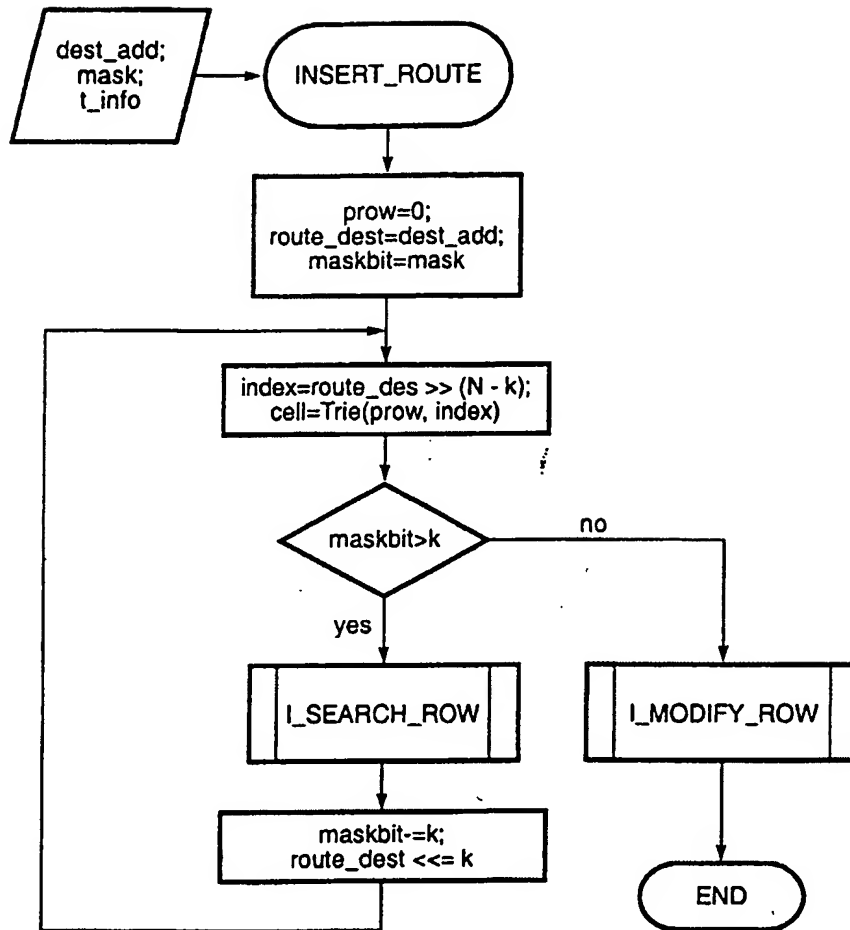 dest_add;
mask;
t_info
INSERT_ROUTE
prow=0;
route_dest=dest_add;
maskbit=mask
index=route_des >> (N - k);
cell=Trie(prow, index)
maskbit>k
no
yes
I_SEARCH_ROW
I_MODIFY_ROW
maskbit-=k;
route_dest <<= k
END